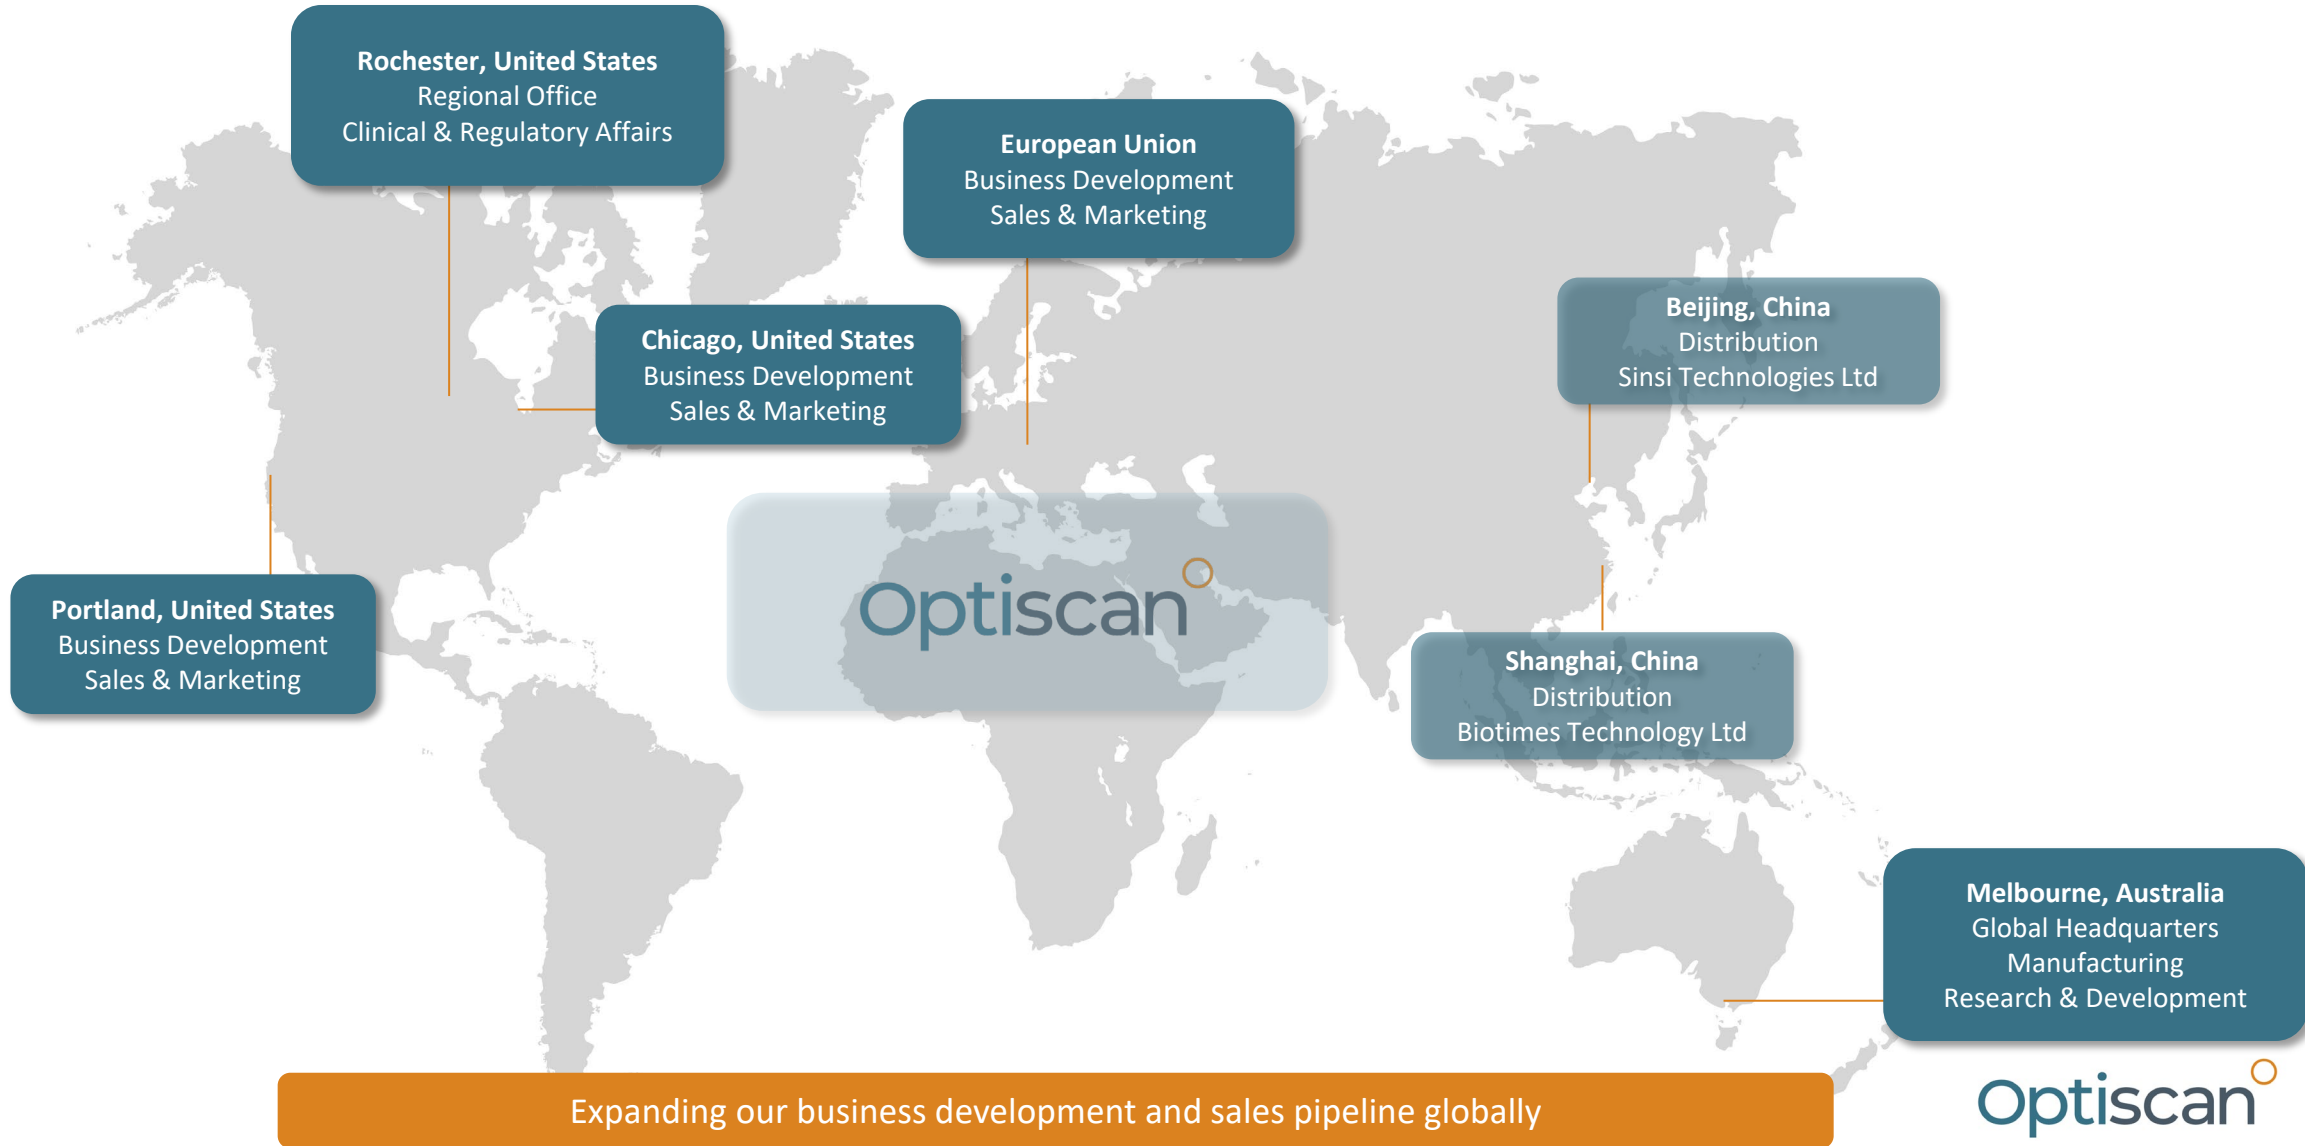 Rochester, United States
Regional Office
Clinical & Regulatory Affairs
European Union
Business Development
Sales & Marketing
Chicago, United States
Business Development
Sales & Marketing
Beijing, China
Distribution
Sinsi Technologies Ltd
Portland, United States
Business Development
Sales & Marketing
Optiscan
Shanghai, China
Distribution
Biotimes Technology Ltd
Melbourne, Australia
Global Headquarters
Manufacturing
Research & Development
Expanding our business development and sales pipeline globally
Optiscan